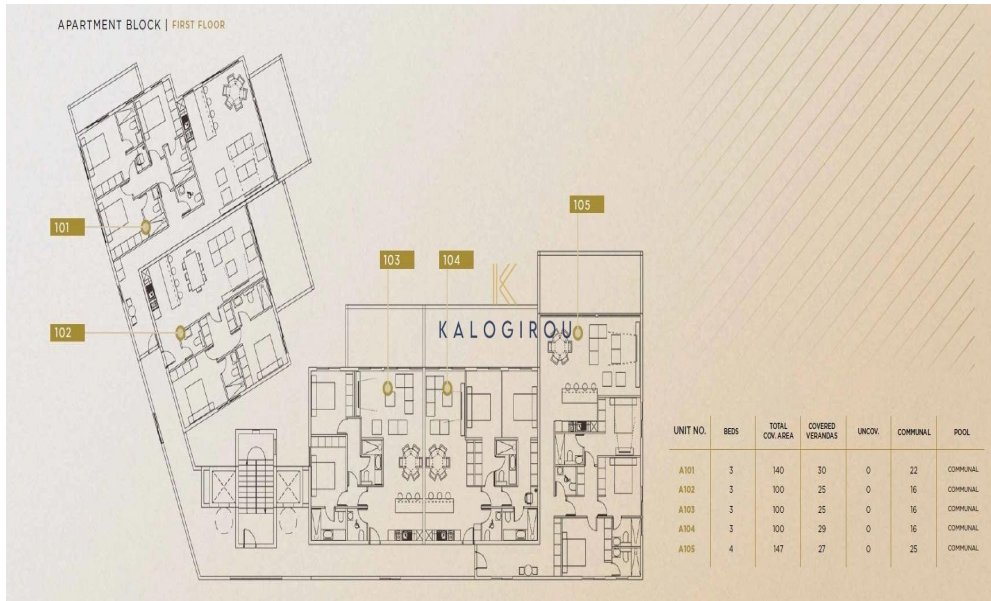 APARTMENT BLOCK | FIRST FLOOR
101
102
103
104
105
KALOGIROU
UNIT NO. BEDS TOTAL COV. AREA COVERED VERANDAS UNCOV. COMMUNAL POOL
A101 3 140 30 0 22 COMMUNAL
A102 3 100 25 0 16 COMMUNAL
A103 3 100 25 0 16 COMMUNAL
A104 3 100 29 0 16 COMMUNAL
A105 4 147 27 0 25 COMMUNAL